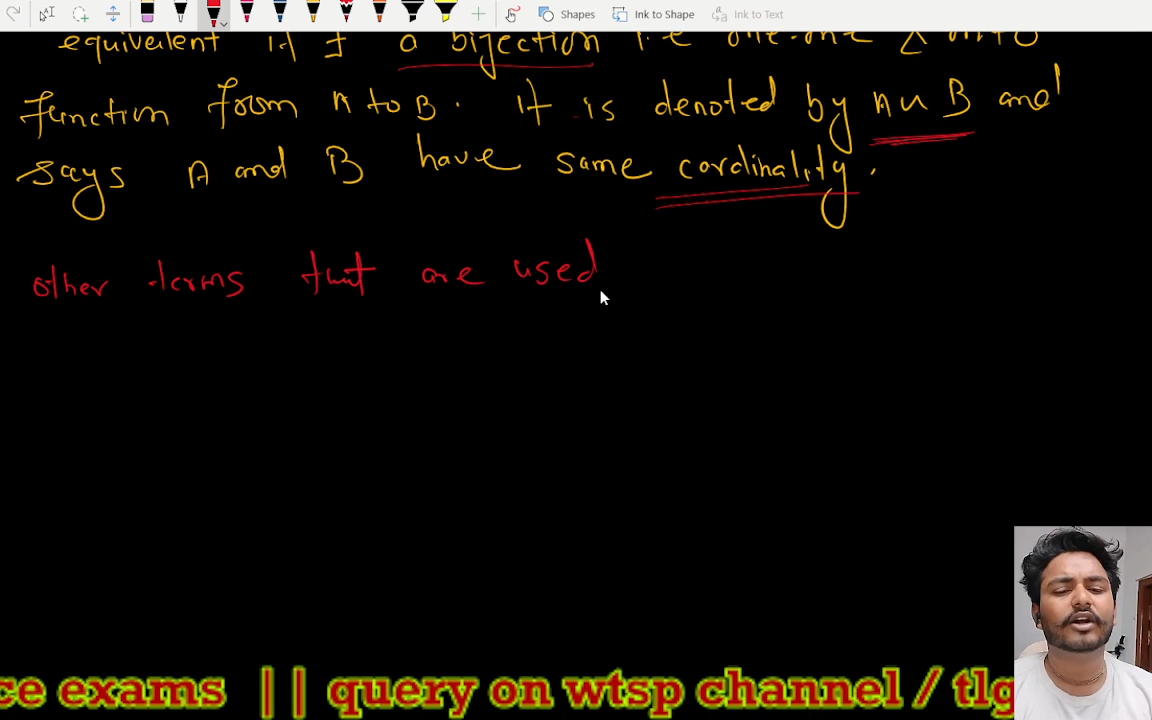 Shapes Ink to Shape Ink to Text
equivalent if ∃ a bijection i.e one-one & onto
function from A to B. It is denoted by A ~ B and
says A and B have same cardinality.
other terms that are used
ce exams || query on wtsp channel / tlg